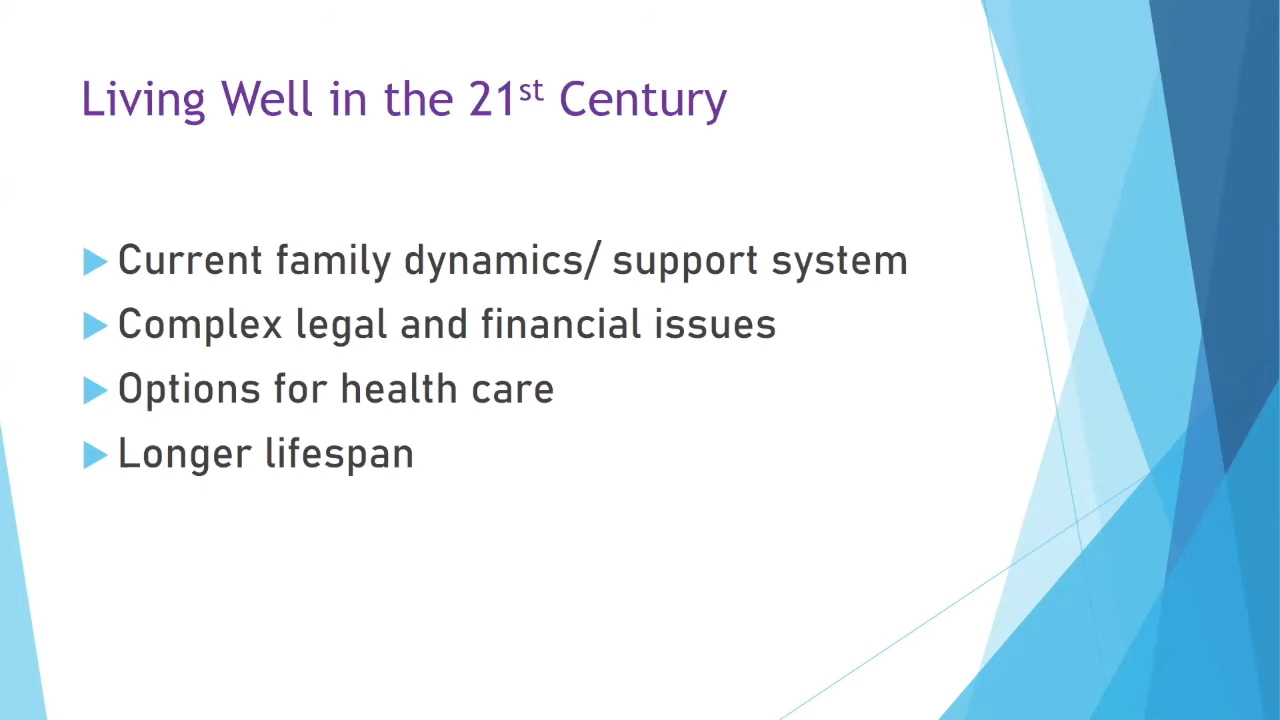 Living Well in the 21st Century
Current family dynamics/ support system
Complex legal and financial issues
Options for health care
Longer lifespan